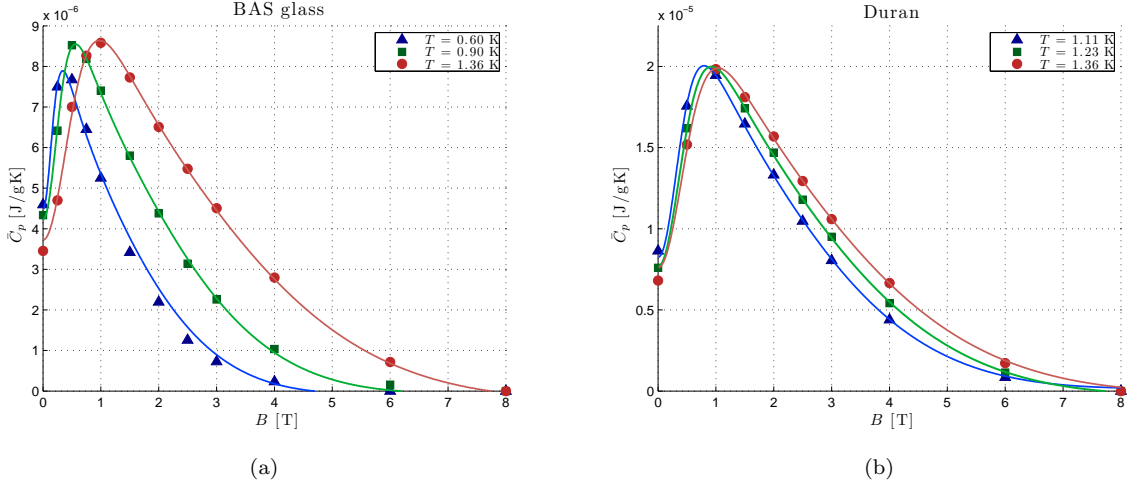 BAS glass
x 10⁻⁶
9
8
7
6
5
4
3
2
1
0
C̄ₚ [J/gK]
T = 0.60 K
T = 0.90 K
T = 1.36 K
0 1 2 3 4 5 6 7 8
B [T]
(a)
Duran
x 10⁻⁵
2
1.5
1
0.5
0
C̄ₚ [J/gK]
T = 1.11 K
T = 1.23 K
T = 1.36 K
0 1 2 3 4 5 6 7 8
B [T]
(b)